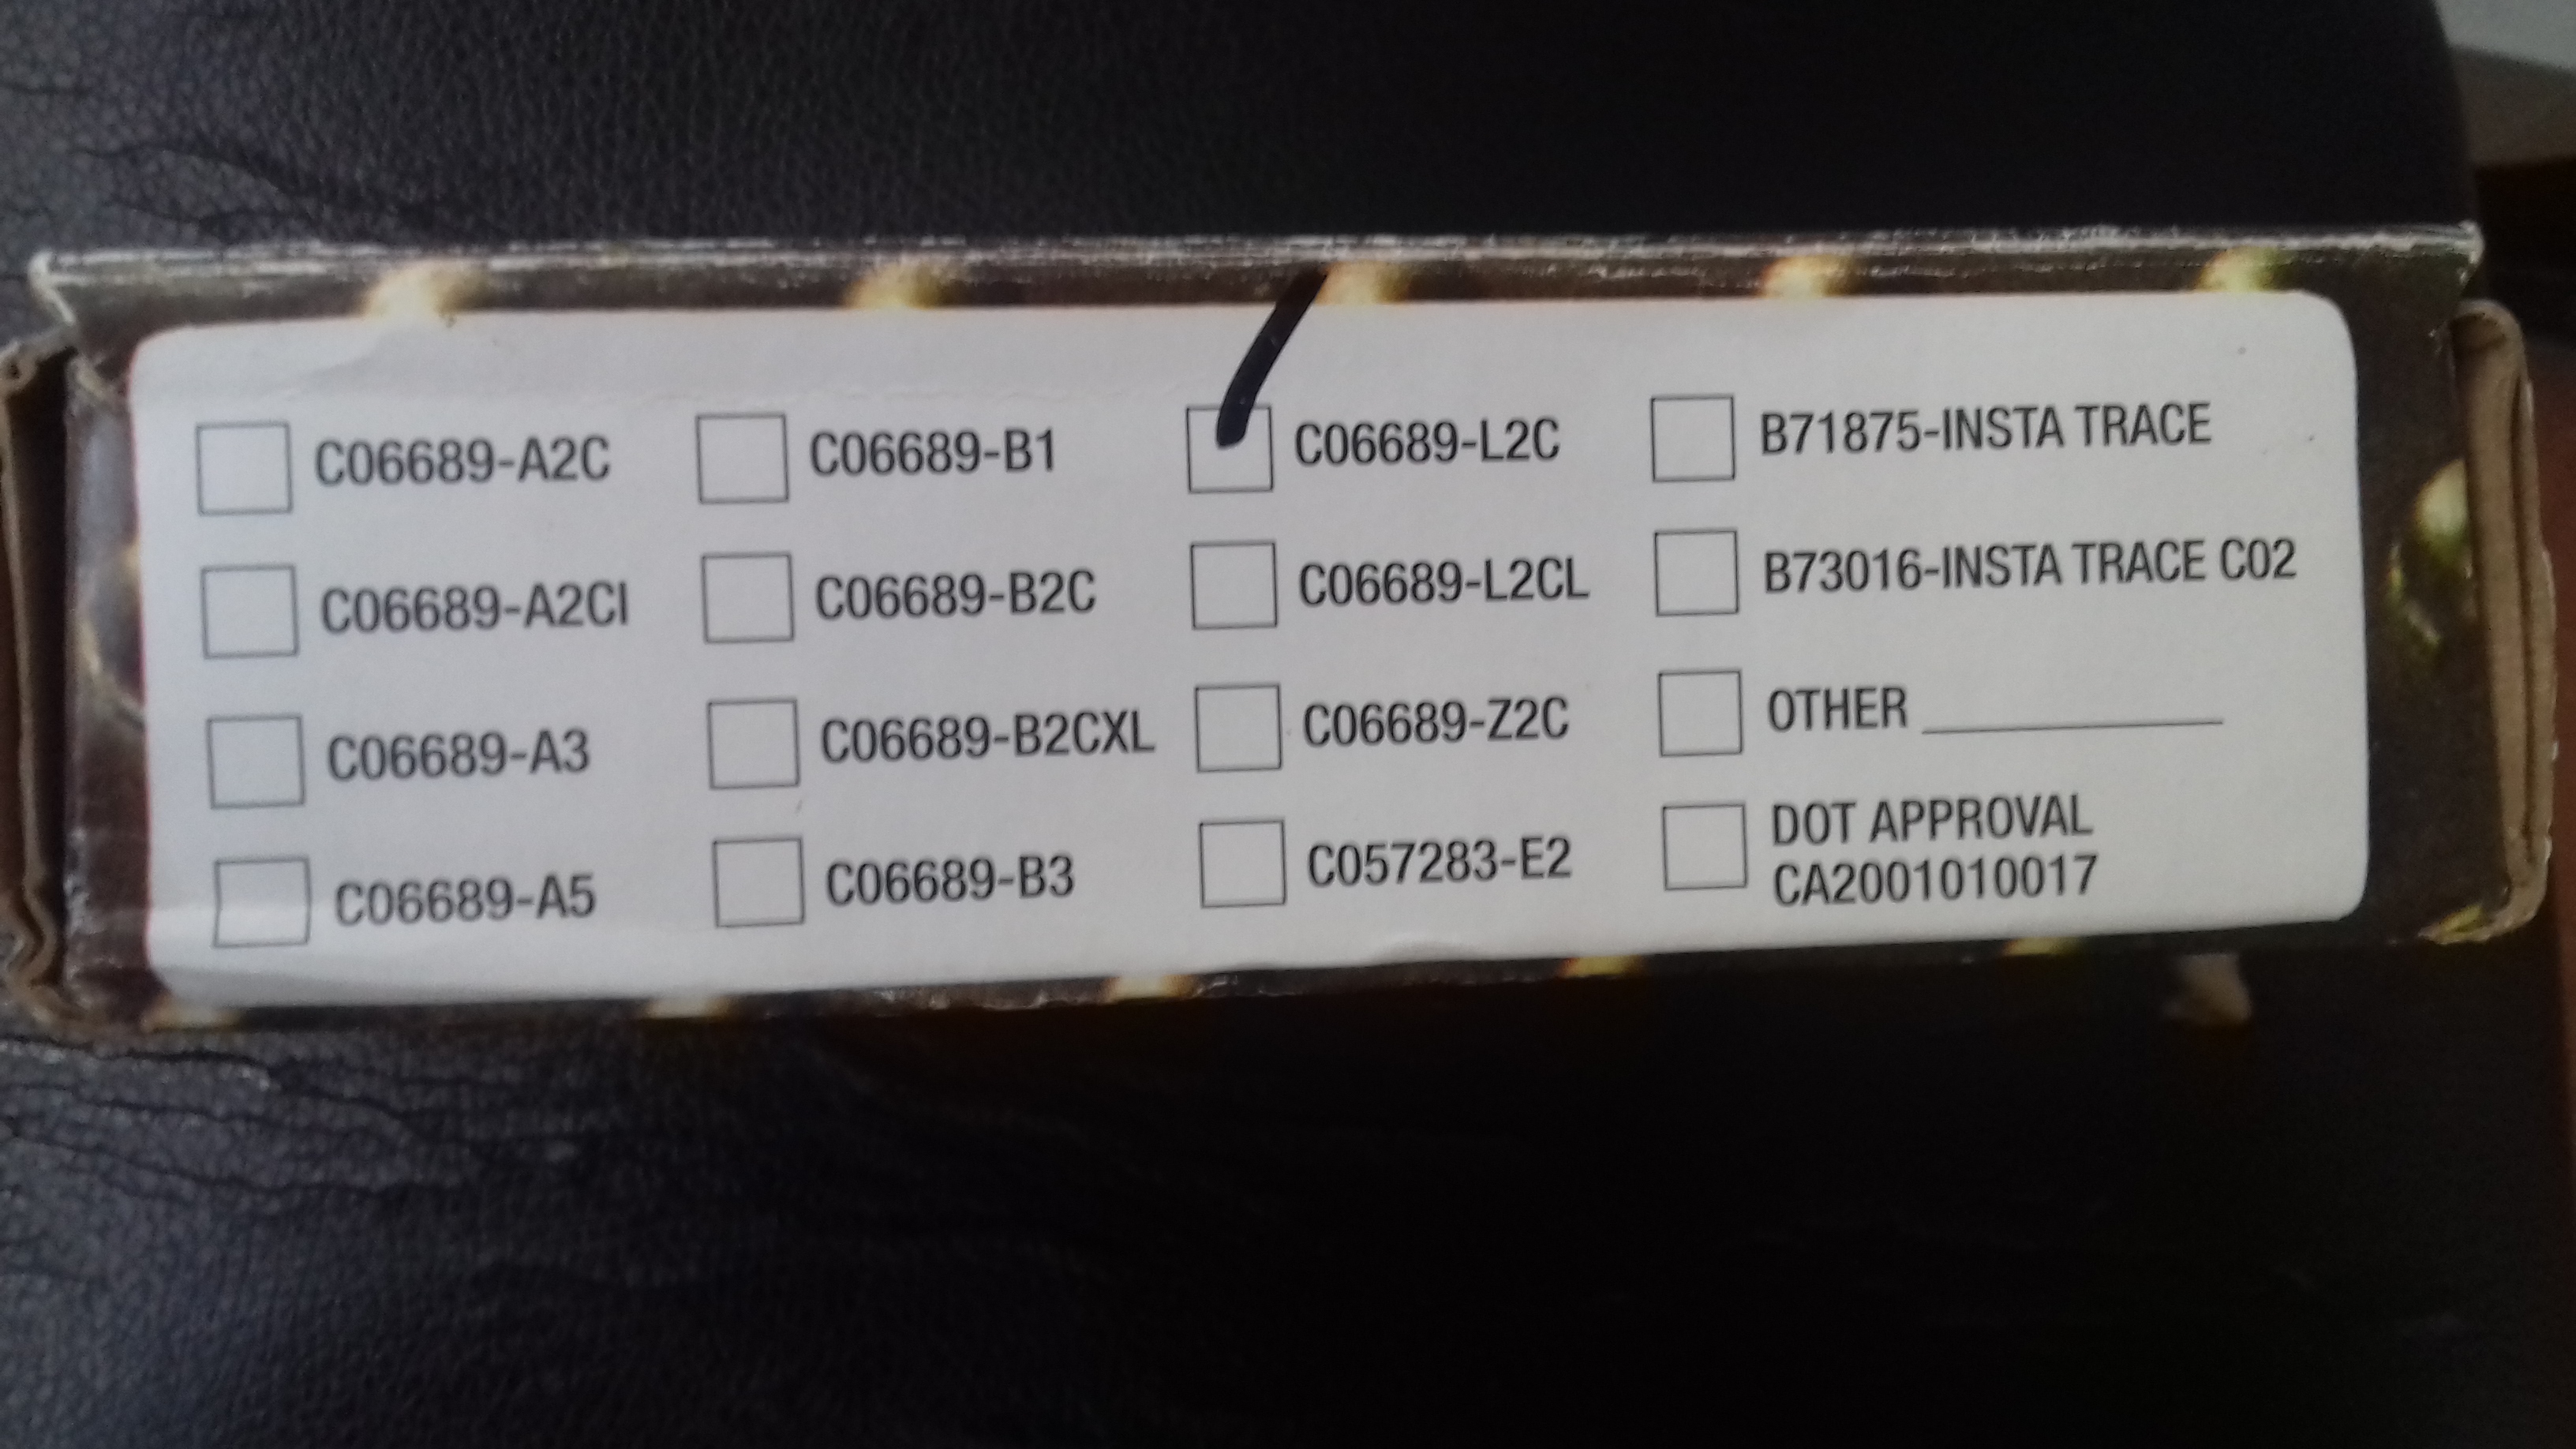 C06689-A2C
C06689-A2CI
C06689-A3
C06689-A5
C06689-B1
C06689-B2C
C06689-B2CXL
C06689-B3
C06689-L2C
C06689-L2CL
C06689-Z2C
C057283-E2
B71875-INSTA TRACE
B73016-INSTA TRACE C02
OTHER
DOT APPROVAL
CA2001010017